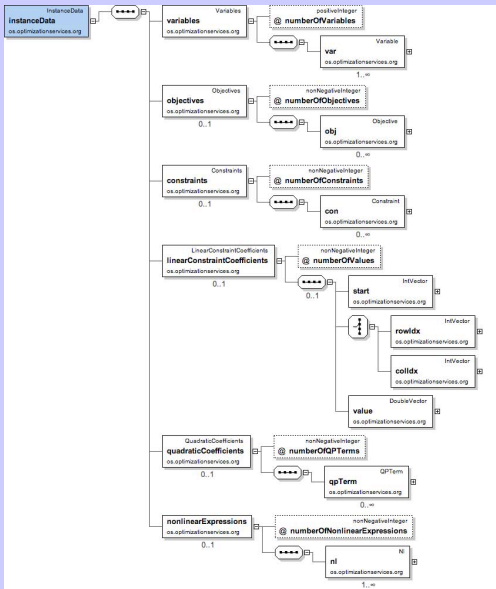 InstanceData
instanceData
os.optimizationservices.org
Variables
variables
os.optimizationservices.org
positiveInteger
@ numberOfVariables
Variable
var
os.optimizationservices.org
1..∞
Objectives
objectives
os.optimizationservices.org
0..1
nonNegativeInteger
@ numberOfObjectives
Objective
obj
os.optimizationservices.org
0..∞
Constraints
constraints
os.optimizationservices.org
0..1
nonNegativeInteger
@ numberOfConstraints
Constraint
con
os.optimizationservices.org
0..∞
LinearConstraintCoefficients
linearConstraintCoefficients
os.optimizationservices.org
0..1
nonNegativeInteger
@ numberOfValues
0..1
IntVector
start
os.optimizationservices.org
IntVector
rowIdx
os.optimizationservices.org
IntVector
colIdx
os.optimizationservices.org
DoubleVector
value
os.optimizationservices.org
QuadraticCoefficients
quadraticCoefficients
os.optimizationservices.org
0..1
nonNegativeInteger
@ numberOfQPTerms
QPTerm
qpTerm
os.optimizationservices.org
0..∞
nonlinearExpressions
os.optimizationservices.org
0..1
nonNegativeInteger
@ numberOfNonlinearExpressions
Nl
nl
os.optimizationservices.org
1..∞